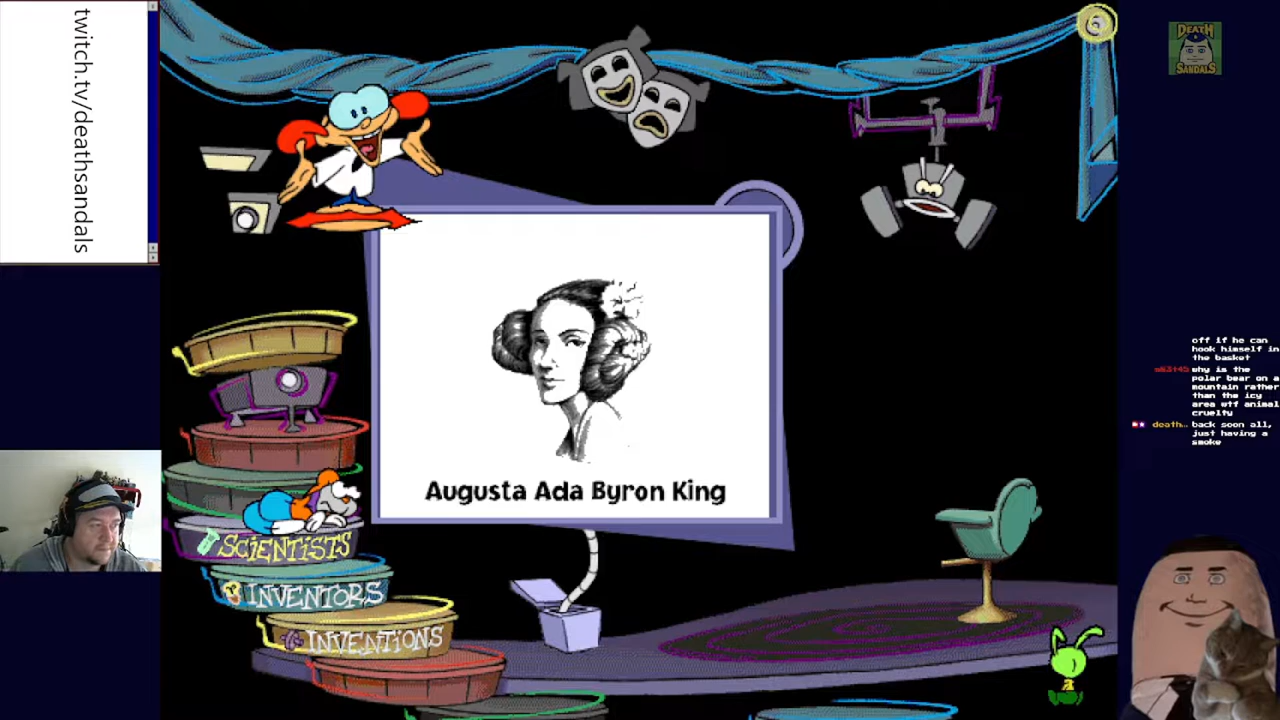 twitch.tv/deathsandals
DEATH
SANDALS
Augusta Ada Byron King
SCIENTISTS
INVENTORS
INVENTIONS
off if he can
hook himself in
the basket
why is the
polar bear on a
mountain rather
than the icy
area wtf animal
cruelty
death… back soon all,
just having a
smoke